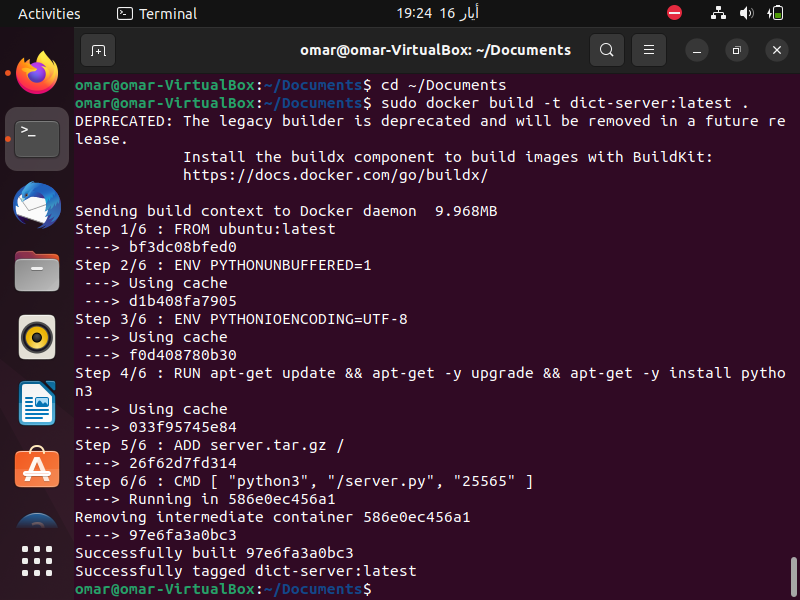 Activities
Terminal
19:24 16 أيار
omar@omar-VirtualBox: ~/Documents
omar@omar-VirtualBox:~/Documents$ cd ~/Documents
omar@omar-VirtualBox:~/Documents$ sudo docker build -t dict-server:latest .
DEPRECATED: The legacy builder is deprecated and will be removed in a future re
lease.
Install the buildx component to build images with BuildKit:
https://docs.docker.com/go/buildx/
Sending build context to Docker daemon  9.968MB
Step 1/6 : FROM ubuntu:latest
---> bf3dc08bfed0
Step 2/6 : ENV PYTHONUNBUFFERED=1
---> Using cache
---> d1b408fa7905
Step 3/6 : ENV PYTHONIOENCODING=UTF-8
---> Using cache
---> f0d408780b30
Step 4/6 : RUN apt-get update && apt-get -y upgrade && apt-get -y install pytho
n3
---> Using cache
---> 033f95745e84
Step 5/6 : ADD server.tar.gz /
---> 26f62d7fd314
Step 6/6 : CMD [ "python3", "/server.py", "25565" ]
---> Running in 586e0ec456a1
Removing intermediate container 586e0ec456a1
---> 97e6fa3a0bc3
Successfully built 97e6fa3a0bc3
Successfully tagged dict-server:latest
omar@omar-VirtualBox:~/Documents$